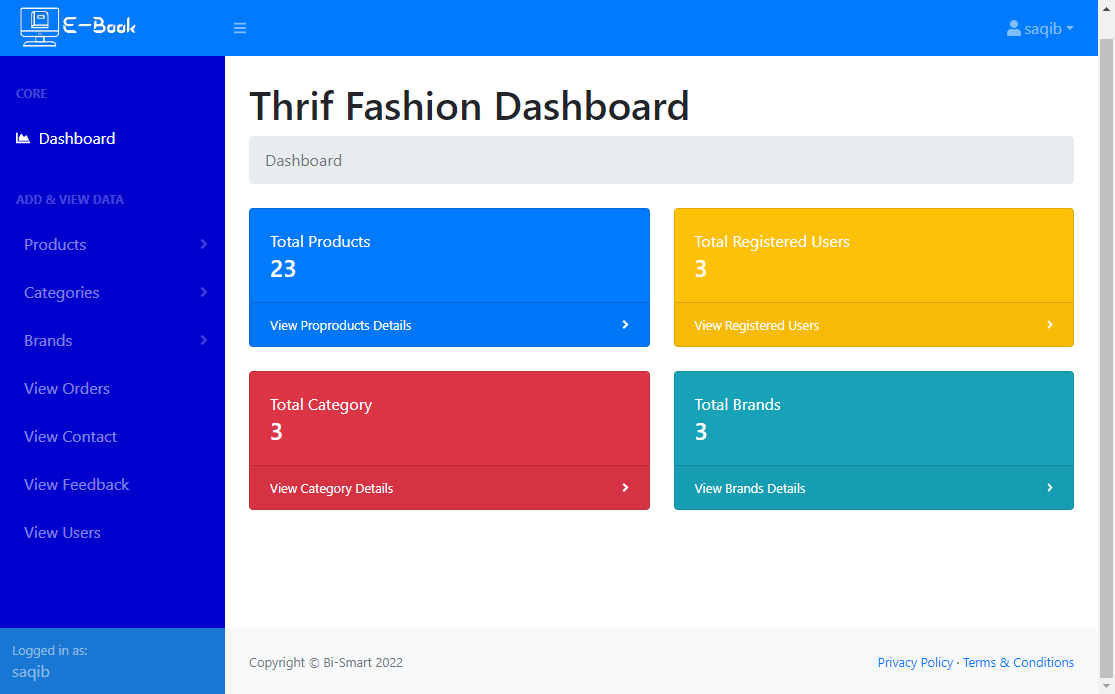 E-Book
saqib
CORE
Dashboard
ADD & VIEW DATA
Products
Categories
Brands
View Orders
View Contact
View Feedback
View Users
Logged in as:
saqib
Thrif Fashion Dashboard
Dashboard
Total Products
23
View Proproducts Details
Total Registered Users
3
View Registered Users
Total Category
3
View Category Details
Total Brands
3
View Brands Details
Copyright © Bi-Smart 2022
Privacy Policy · Terms & Conditions